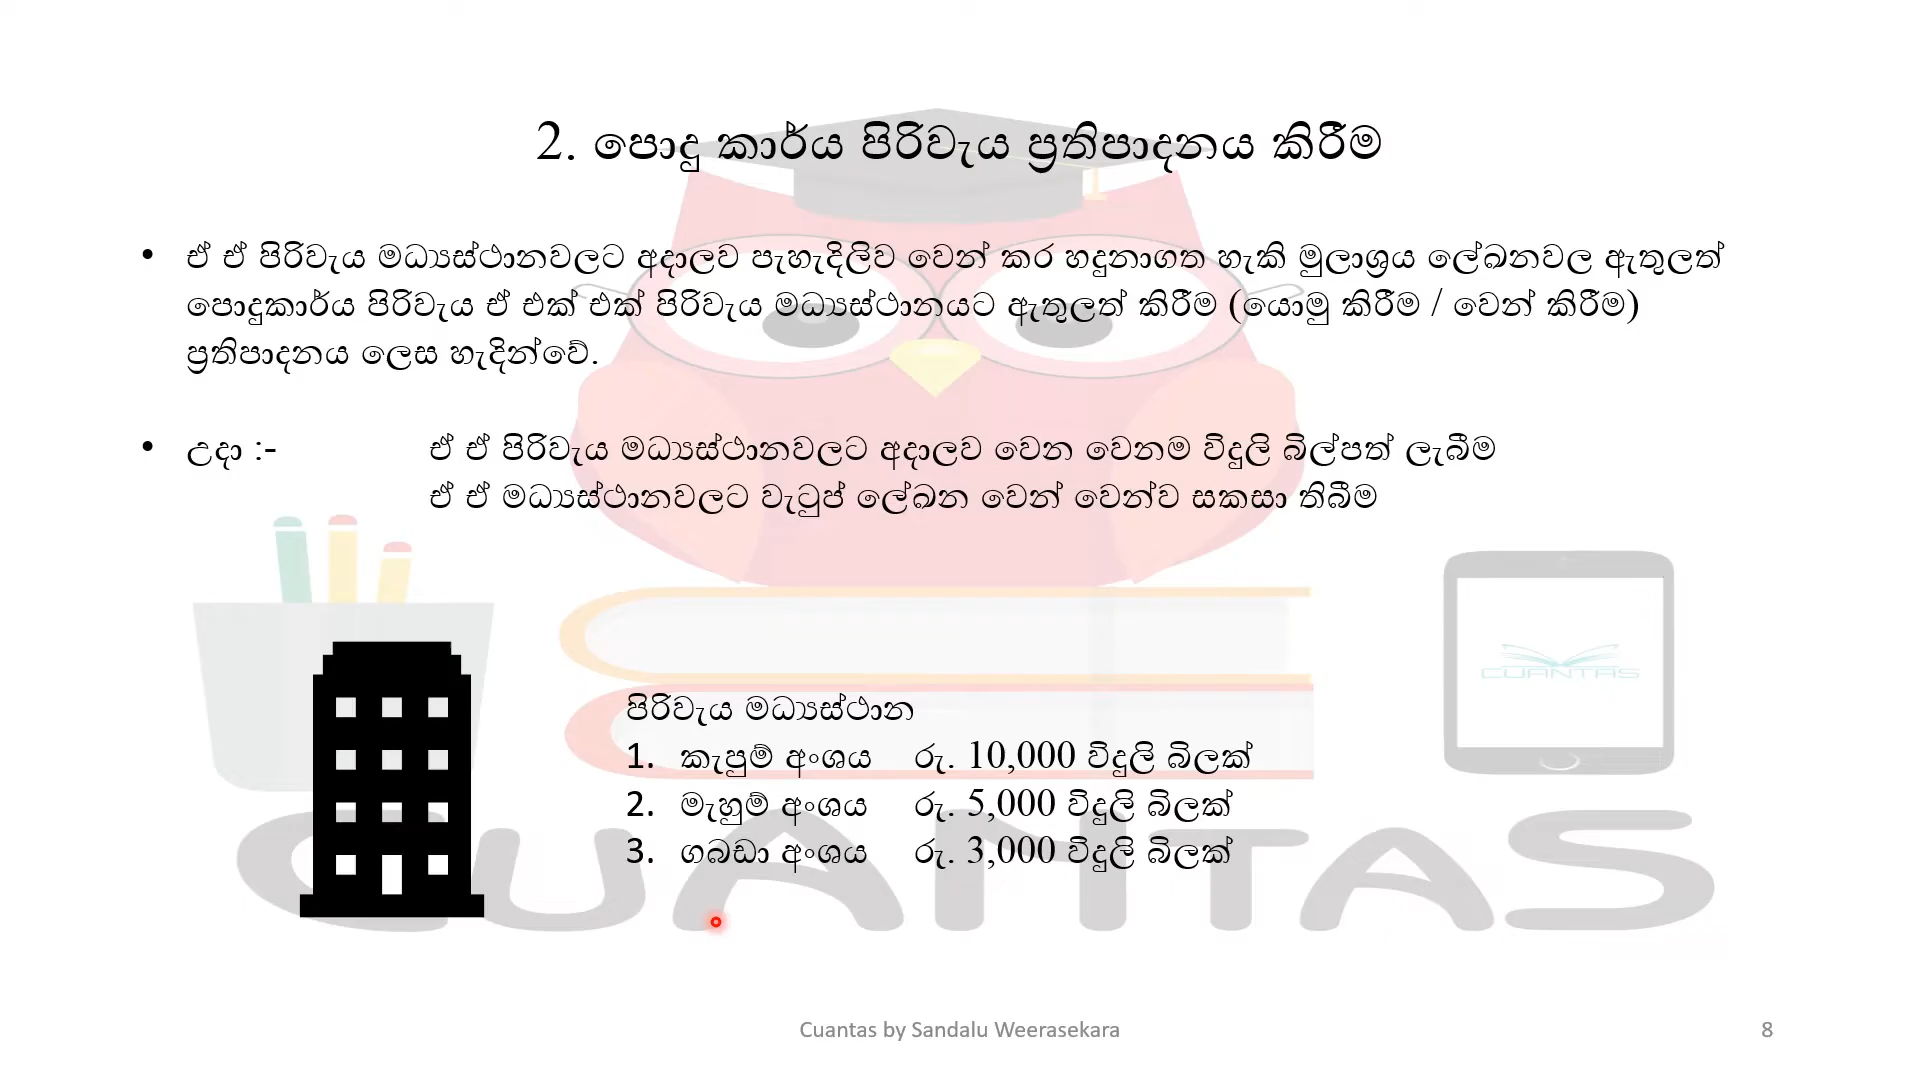 2. පොදු කාර්ය පිරිවැය ප්‍රතිපාදනය කිරීම
• ඒ ඒ පිරිවැය මධ්‍යස්ථානවලට අදාලව පැහැදිලිව වෙන් කර හඳුනාගත හැකි මුලාශ්‍රය ලේඛනවල ඇතුලත්
පොදුකාර්ය පිරිවැය ඒ එක් එක් පිරිවැය මධ්‍යස්ථානයට ඇතුලත් කිරීම (යොමු කිරීම / වෙන් කිරීම)
ප්‍රතිපාදනය ලෙස හැදින්වේ.
• උදා :- ඒ ඒ පිරිවැය මධ්‍යස්ථානවලට අදාලව වෙන වෙනම විදුලි බිල්පත් ලැබීම
ඒ ඒ මධ්‍යස්ථානවලට වැටුප් ලේඛන වෙන් වෙන්ව සකසා තිබීම
CUANTAS
පිරිවැය මධ්‍යස්ථාන
1. කැපුම් අංශය රු. 10,000 විදුලි බිලක්
2. මැහුම් අංශය රු. 5,000 විදුලි බිලක්
3. ගබඩා අංශය රු. 3,000 විදුලි බිලක්
CUANTAS
Cuantas by Sandalu Weerasekara
8